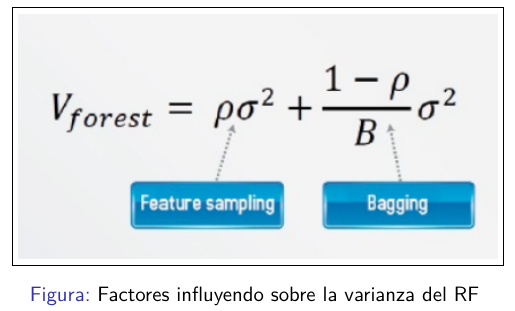 V_forest = ρσ² + (1 − ρ)/B σ²
Feature sampling
Bagging
Figura: Factores influyendo sobre la varianza del RF